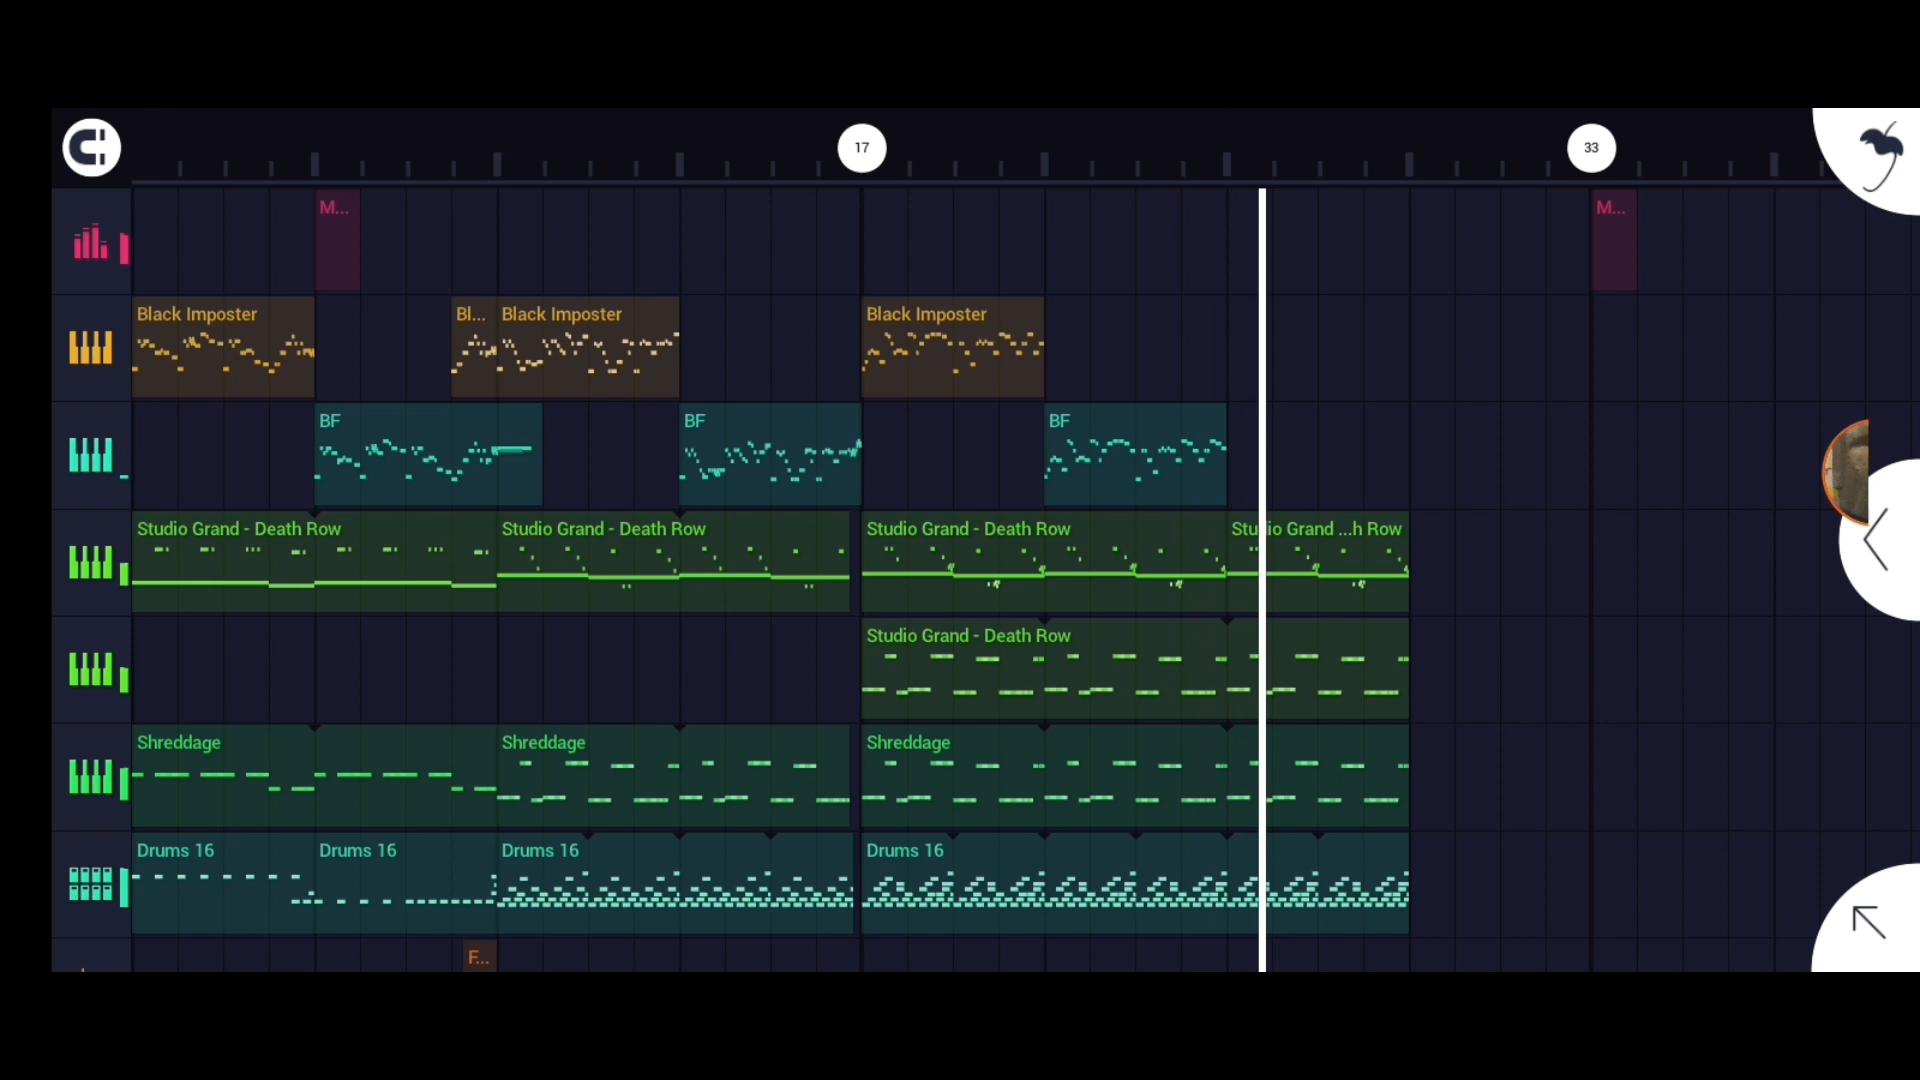 17
33
M...
M...
Black Imposter
Bl...
Black Imposter
Black Imposter
BF
BF
BF
Studio Grand - Death Row
Studio Grand - Death Row
Studio Grand - Death Row
Studio Grand ...h Row
Studio Grand - Death Row
Shreddage
Shreddage
Shreddage
Drums 16
Drums 16
Drums 16
Drums 16
F...